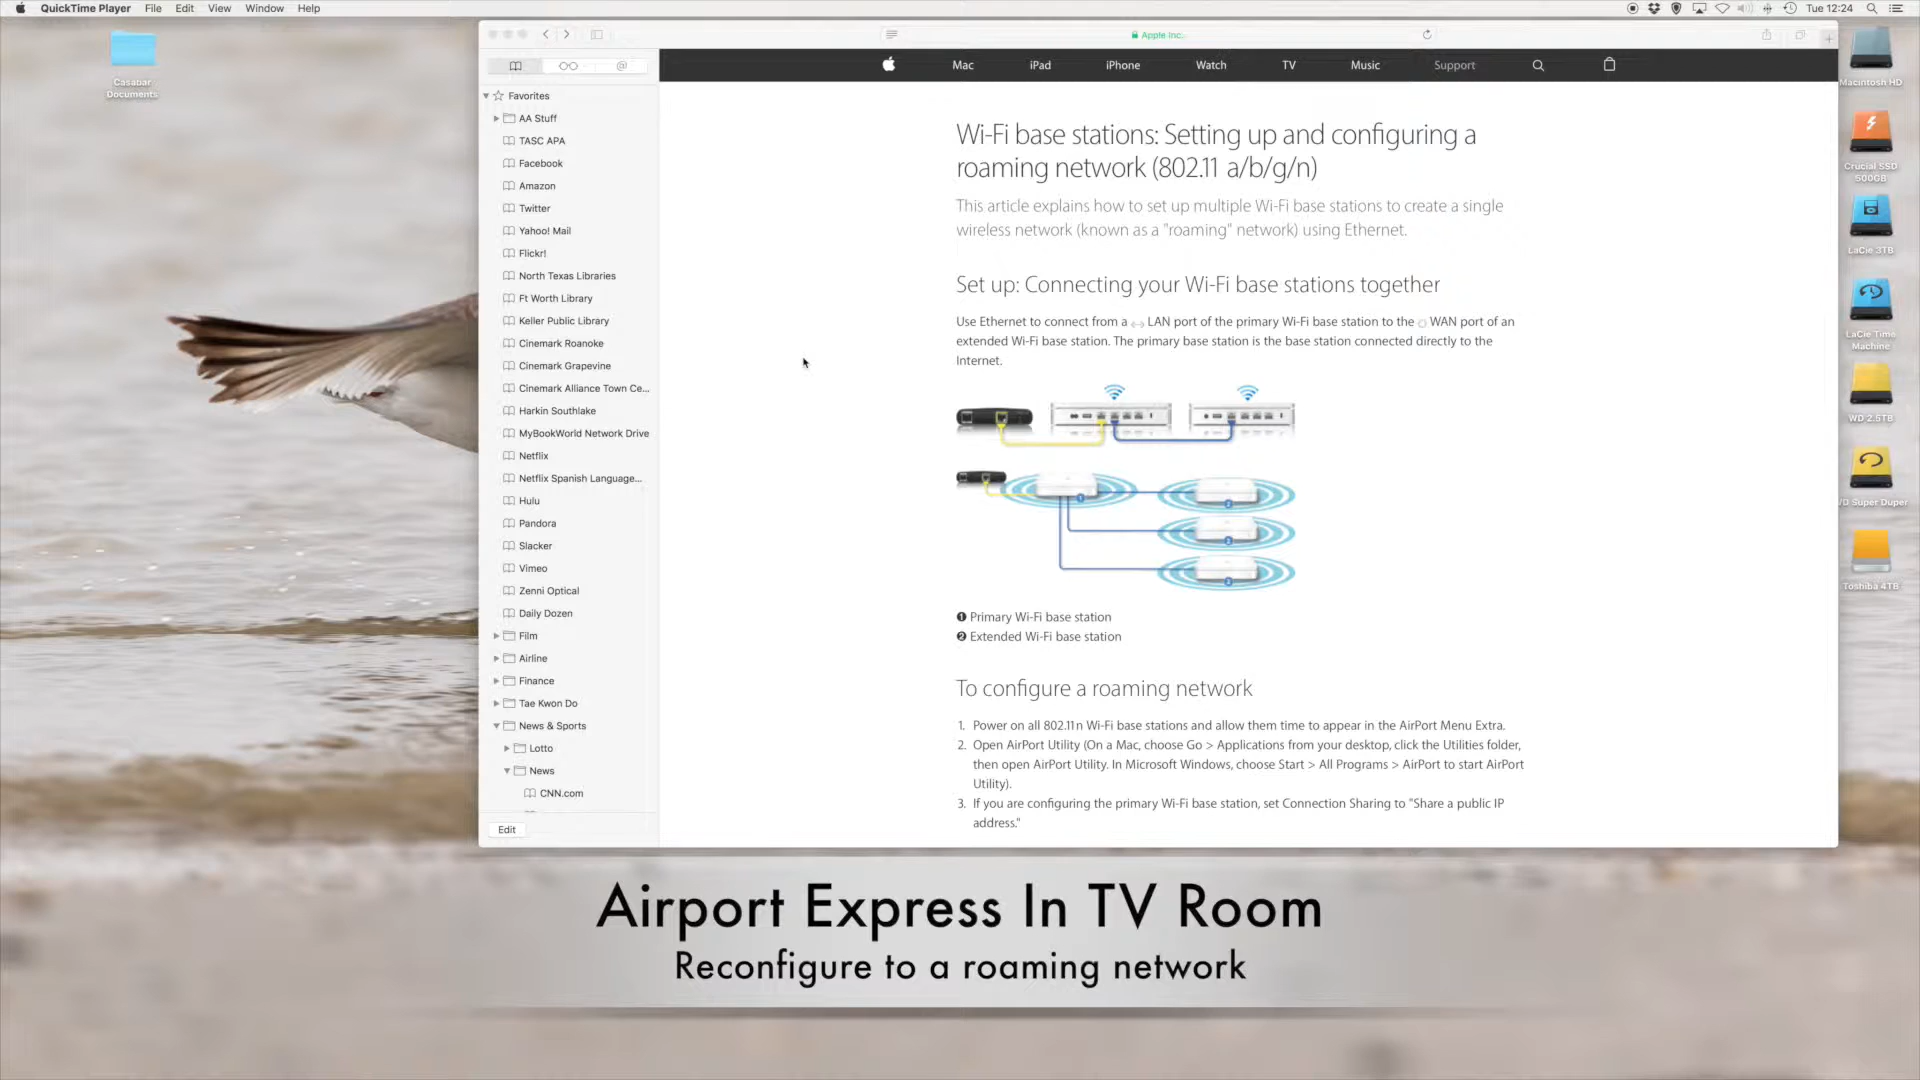 QuickTime Player File Edit View Window Help
Tue 12:24
Casabar
Documents
Apple Inc.
Mac iPad iPhone Watch TV Music Support
Favorites
AA Stuff
TASC APA
Facebook
Amazon
Twitter
Yahoo! Mail
Flickr!
North Texas Libraries
Ft Worth Library
Keller Public Library
Cinemark Roanoke
Cinemark Grapevine
Cinemark Alliance Town Ce...
Harkin Southlake
MyBookWorld Network Drive
Netflix
Netflix Spanish Language...
Hulu
Pandora
Slacker
Vimeo
Zenni Optical
Daily Dozen
Film
Airline
Finance
Tae Kwon Do
News & Sports
Lotto
News
CNN.com
Edit
Wi-Fi base stations: Setting up and configuring a
roaming network (802.11 a/b/g/n)
This article explains how to set up multiple Wi-Fi base stations to create a single
wireless network (known as a "roaming" network) using Ethernet.
Set up: Connecting your Wi-Fi base stations together
Use Ethernet to connect from a LAN port of the primary Wi-Fi base station to the WAN port of an
extended Wi-Fi base station. The primary base station is the base station connected directly to the
Internet.
❶ Primary Wi-Fi base station
❷ Extended Wi-Fi base station
To configure a roaming network
1. Power on all 802.11n Wi-Fi base stations and allow them time to appear in the AirPort Menu Extra.
2. Open AirPort Utility (On a Mac, choose Go > Applications from your desktop, click the Utilities folder,
then open AirPort Utility. In Microsoft Windows, choose Start > All Programs > AirPort to start AirPort
Utility).
3. If you are configuring the primary Wi-Fi base station, set Connection Sharing to "Share a public IP
address."
Macintosh HD
Crucial SSD
500GB
LaCie 3TB
LaCie Time
Machine
WD 2.5TB
D Super Duper
Toshiba 4TB
Airport Express In TV Room
Reconfigure to a roaming network